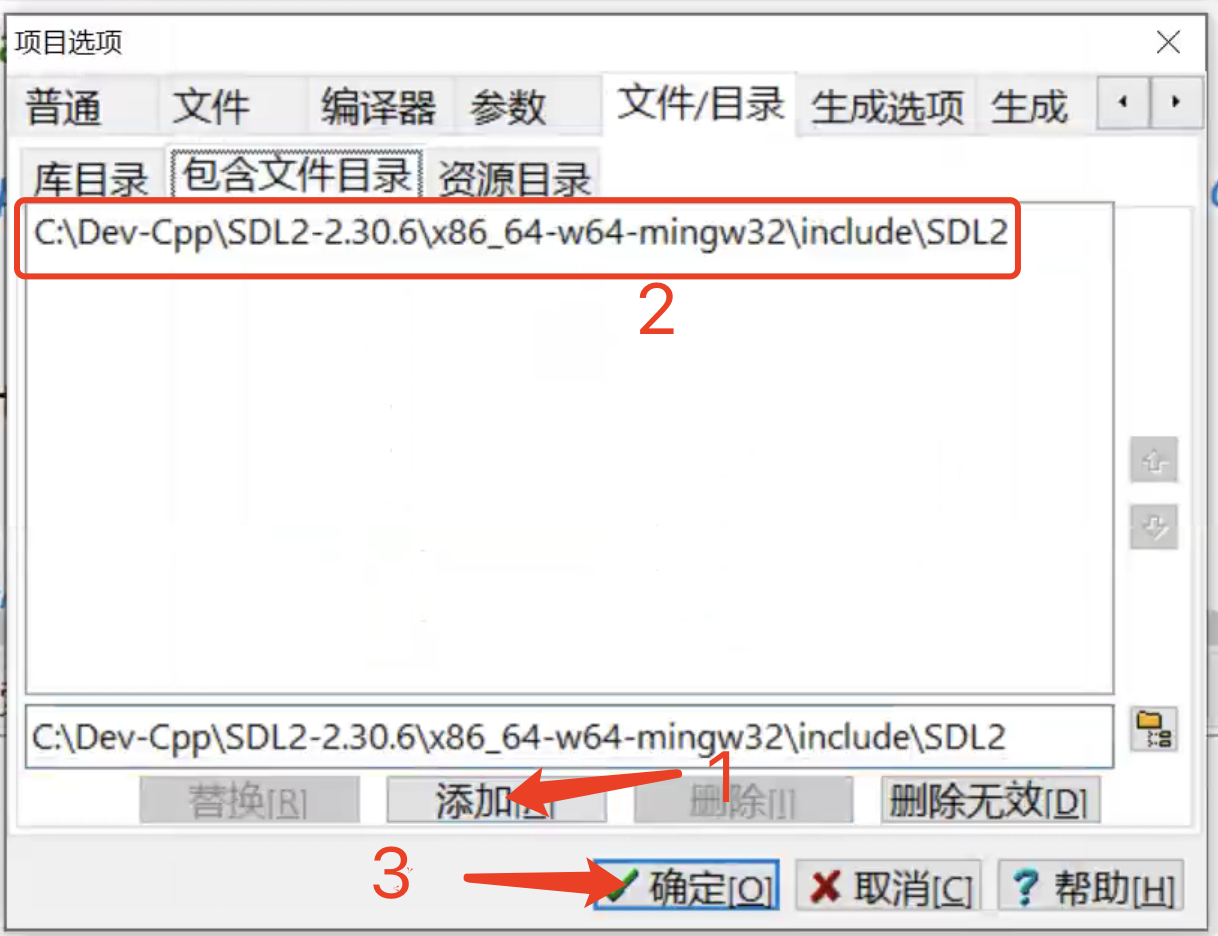 项目选项
普通 文件 编译器 参数 文件/目录 生成选项 生成
库目录 包含文件目录 资源目录
C:\Dev-Cpp\SDL2-2.30.6\x86_64-w64-mingw32\include\SDL2
2
C:\Dev-Cpp\SDL2-2.30.6\x86_64-w64-mingw32\include\SDL2
1
替换[R] 添加 删除[I] 删除无效[D]
3 确定[O] 取消[C] 帮助[H]